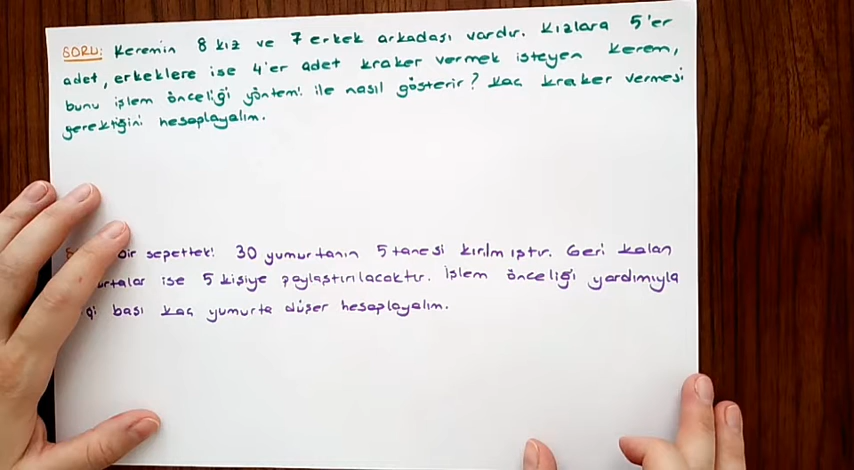 SORU: Keremin 8 kız ve 7 erkek arkadaşı vardır. Kızlara 5'er
adet, erkeklere ise 4'er adet kraker vermek isteyen Kerem,
bunu işlem önceliği yöntemi ile nasıl gösterir? Kaç kraker vermesi
gerektiğini hesaplayalım.
bir sepetteki 30 yumurtanın 5 tanesi kırılmıştır. Geri kalan
urtalar ise 5 kişiye paylaştırılacaktır. İşlem önceliği yardımıyla
başı kaç yumurta düşer hesaplayalım.